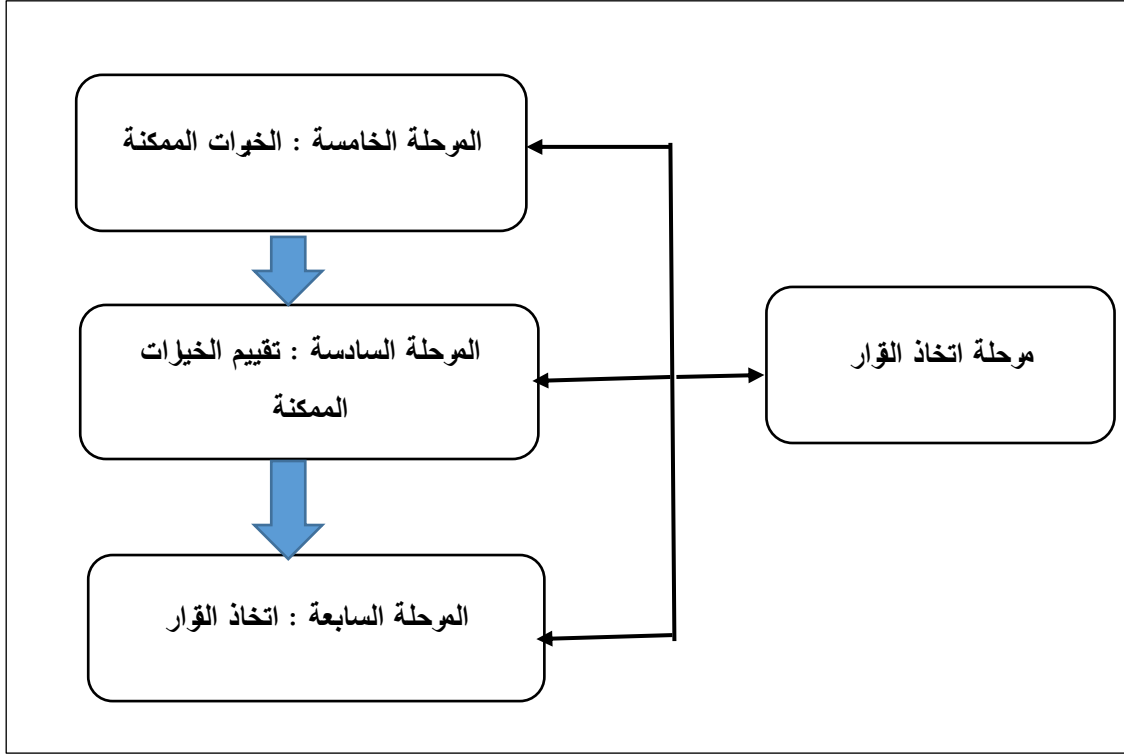 المرحلة الخامسة : الخيرات الممكنة
المرحلة السادسة : تقييم الخيارات
الممكنة
مرحلة اتخاذ القرار
المرحلة السابعة : اتخاذ القرار